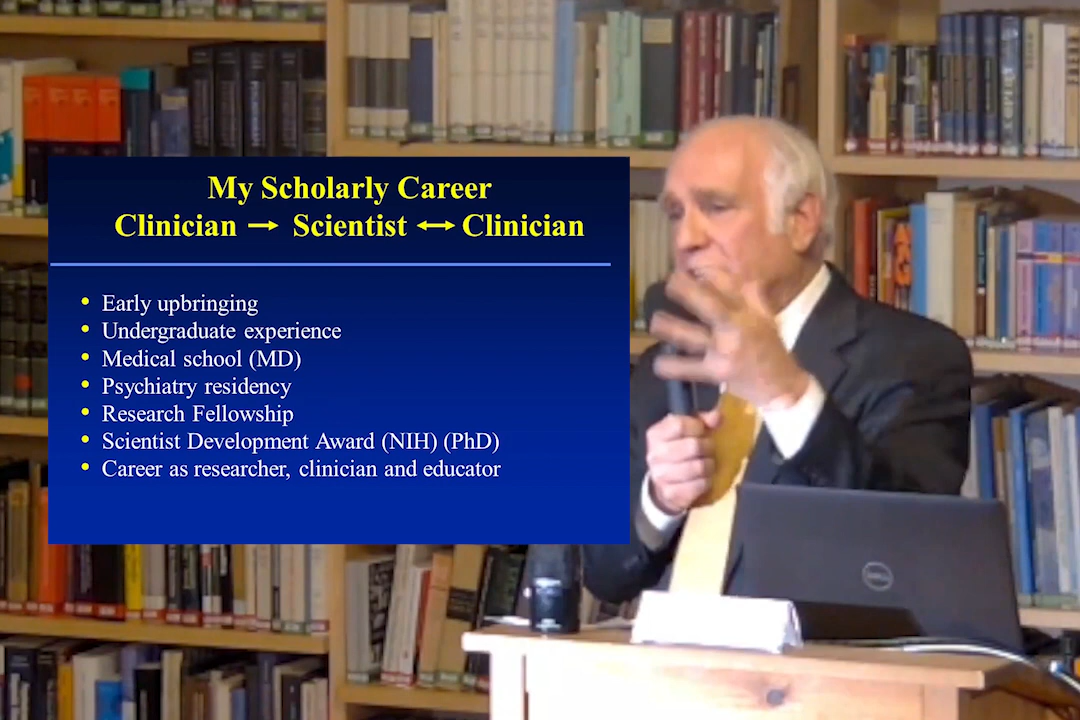 My Scholarly Career
Clinician → Scientist ↔ Clinician
• Early upbringing
• Undergraduate experience
• Medical school (MD)
• Psychiatry residency
• Research Fellowship
• Scientist Development Award (NIH) (PhD)
• Career as researcher, clinician and educator
DELL